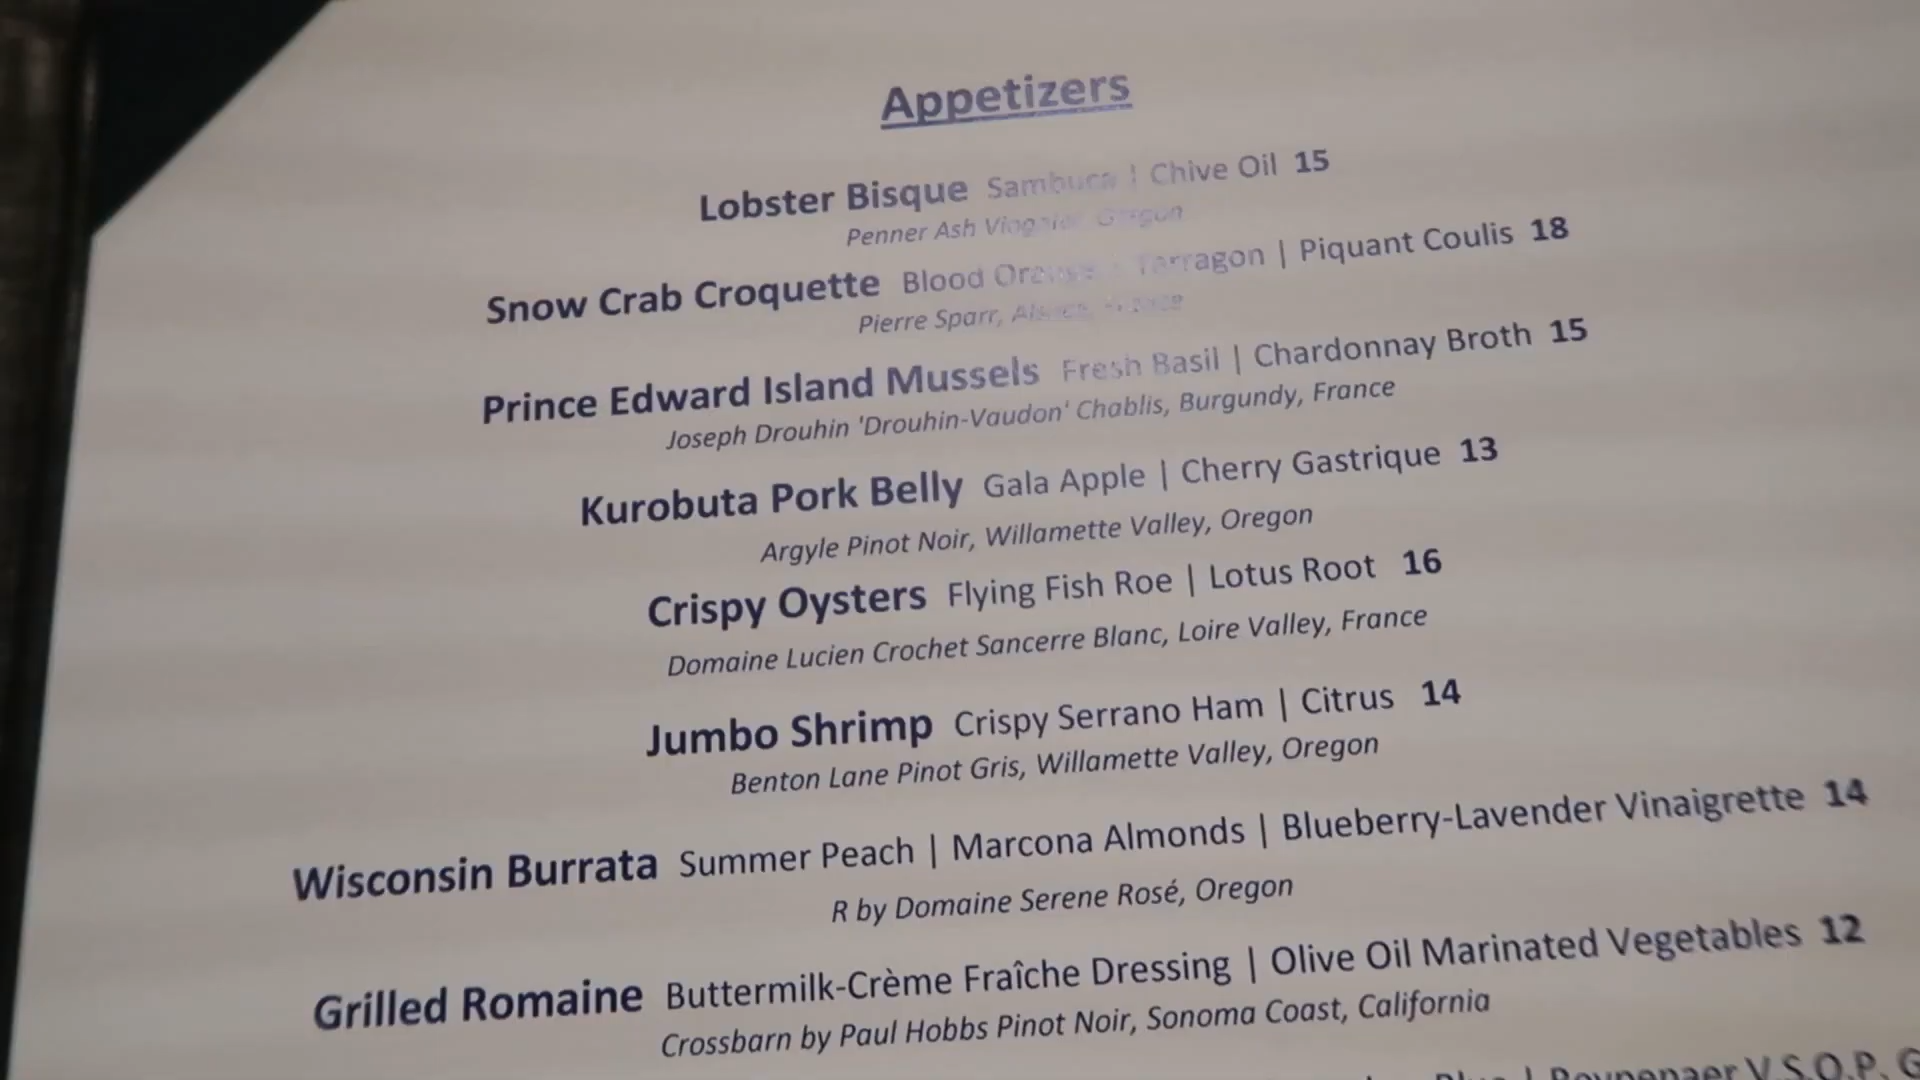 Appetizers
Lobster Bisque Sambuca | Chive Oil 15
Penner Ash Viognier, Oregon
Snow Crab Croquette Blood Orange | Tarragon | Piquant Coulis 18
Pierre Sparr, Alsace, France
Prince Edward Island Mussels Fresh Basil | Chardonnay Broth 15
Joseph Drouhin 'Drouhin-Vaudon' Chablis, Burgundy, France
Kurobuta Pork Belly Gala Apple | Cherry Gastrique 13
Argyle Pinot Noir, Willamette Valley, Oregon
Crispy Oysters Flying Fish Roe | Lotus Root 16
Domaine Lucien Crochet Sancerre Blanc, Loire Valley, France
Jumbo Shrimp Crispy Serrano Ham | Citrus 14
Benton Lane Pinot Gris, Willamette Valley, Oregon
Wisconsin Burrata Summer Peach | Marcona Almonds | Blueberry-Lavender Vinaigrette 14
R by Domaine Serene Rosé, Oregon
Grilled Romaine Buttermilk-Crème Fraîche Dressing | Olive Oil Marinated Vegetables 12
Crossbarn by Paul Hobbs Pinot Noir, Sonoma Coast, California
V.S.O.P. G